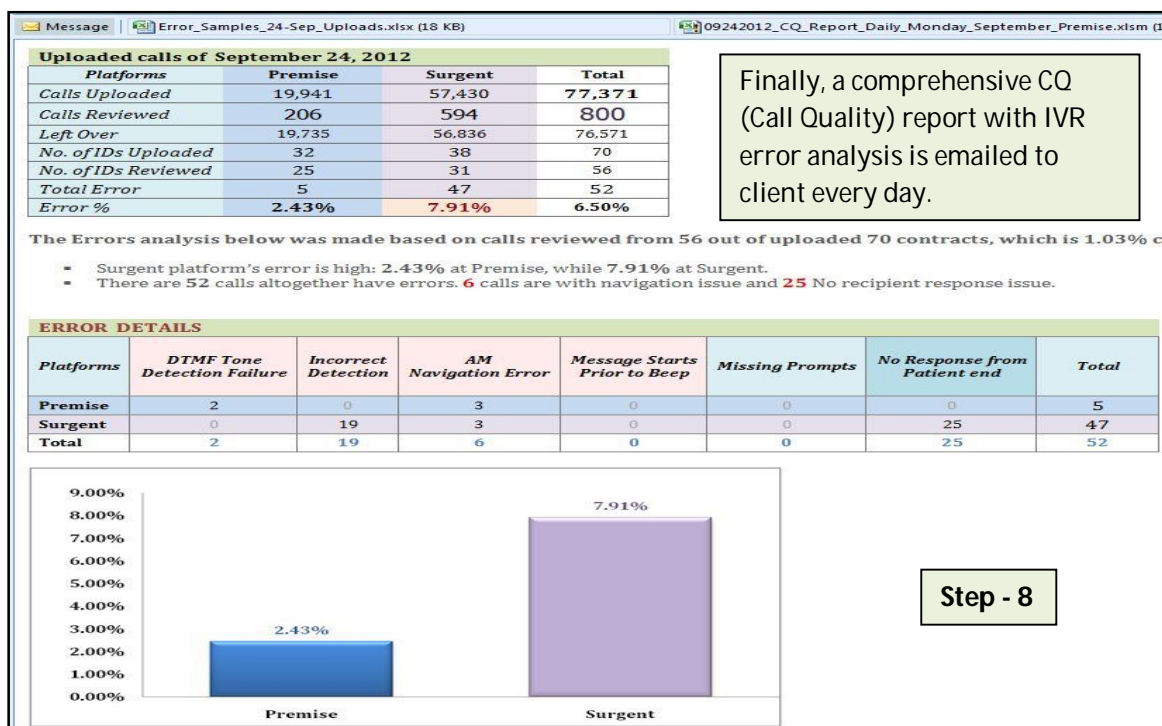 Message Error_Samples_24-Sep_Uploads.xlsx (18 KB) 09242012_CQ_Report_Daily_Monday_September_Premise.xlsm (1
Uploaded calls of September 24, 2012
Platforms Premise Surgent Total
Calls Uploaded 19,941 57,430 77,371
Calls Reviewed 206 594 800
Left Over 19,735 56,836 76,571
No. of IDs Uploaded 32 38 70
No. of IDs Reviewed 25 31 56
Total Error 5 47 52
Error % 2.43% 7.91% 6.50%
Finally, a comprehensive CQ
(Call Quality) report with IVR
error analysis is emailed to
client every day.
The Errors analysis below was made based on calls reviewed from 56 out of uploaded 70 contracts, which is 1.03% c
▪ Surgent platform's error is high: 2.43% at Premise, while 7.91% at Surgent.
▪ There are 52 calls altogether have errors. 6 calls are with navigation issue and 25 No recipient response issue.
ERROR DETAILS
Platforms DTMF Tone Detection Failure Incorrect Detection AM Navigation Error Message Starts Prior to Beep Missing Prompts No Response from Patient end Total
Premise 2 0 3 0 0 0 5
Surgent 0 19 3 0 0 25 47
Total 2 19 6 0 0 25 52
9.00%
8.00%
7.00%
6.00%
5.00%
4.00%
3.00%
2.00%
1.00%
0.00%
2.43%
7.91%
Premise Surgent
Step - 8